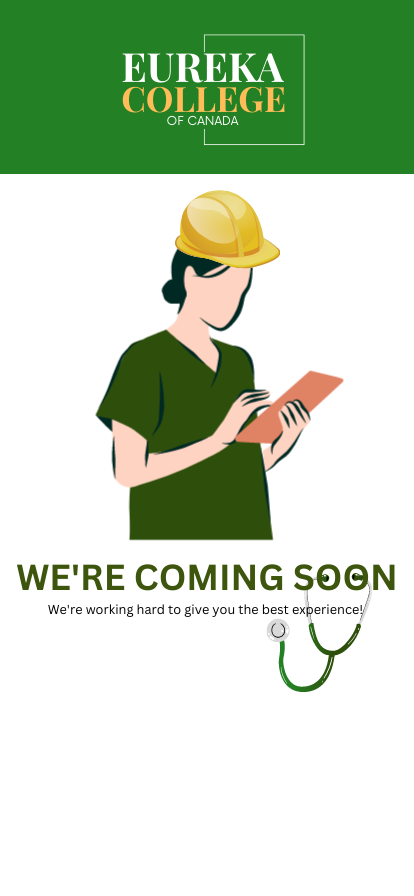 EUREKA
COLLEGE
OF CANADA
WE'RE COMING SOON
We're working hard to give you the best experience!